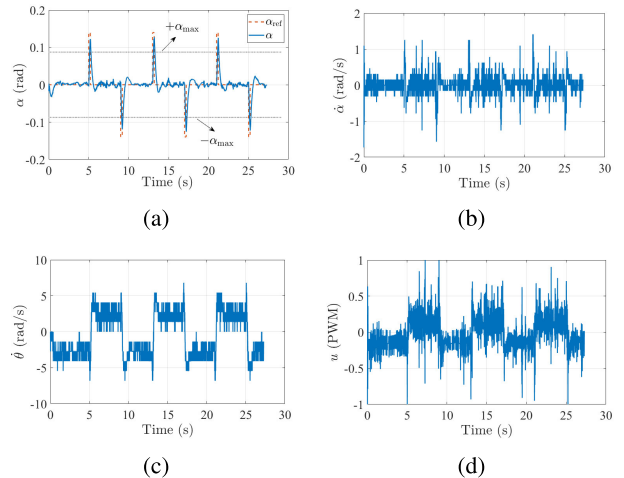 0.2
0.1
0
-0.1
-0.2
α (rad)
+α_max
−α_max
α_ref
α
0 5 10 15 20 25 30
Time (s)
(a)
2
1
0
-1
-2
α̇ (rad/s)
0 5 10 15 20 25 30
Time (s)
(b)
10
5
0
-5
-10
θ̇ (rad/s)
0 5 10 15 20 25 30
Time (s)
(c)
1
0.5
0
-0.5
-1
u (PWM)
0 5 10 15 20 25 30
Time (s)
(d)